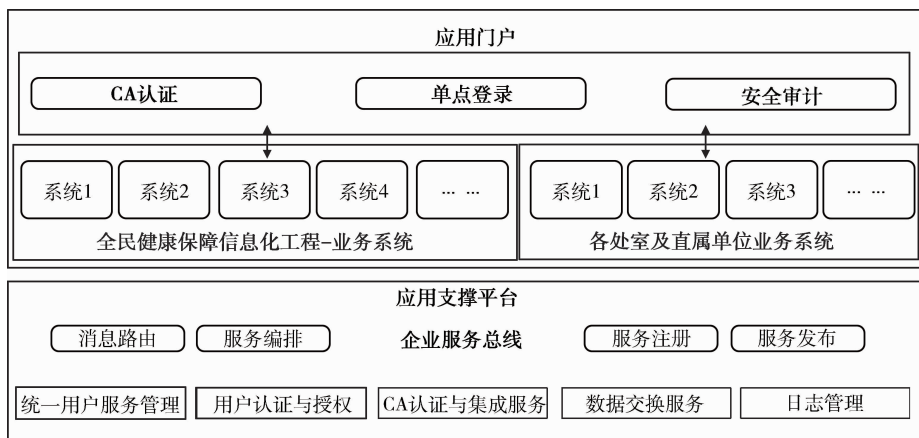 应用门户
CA认证 单点登录 安全审计
系统1 系统2 系统3 系统4 … … 系统1 系统2 系统3 … …
全民健康保障信息化工程-业务系统 各处室及直属单位业务系统
应用支撑平台
消息路由 服务编排 企业服务总线 服务注册 服务发布
统一用户服务管理 用户认证与授权 CA认证与集成服务 数据交换服务 日志管理